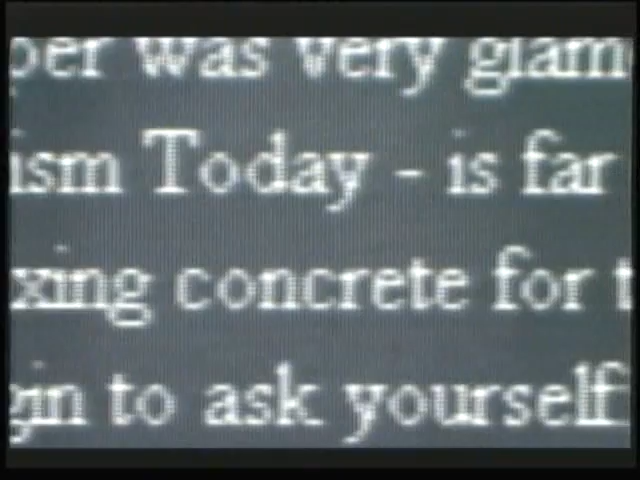 per was very glam
ism Today - is far
xing concrete for t
gin to ask yourself